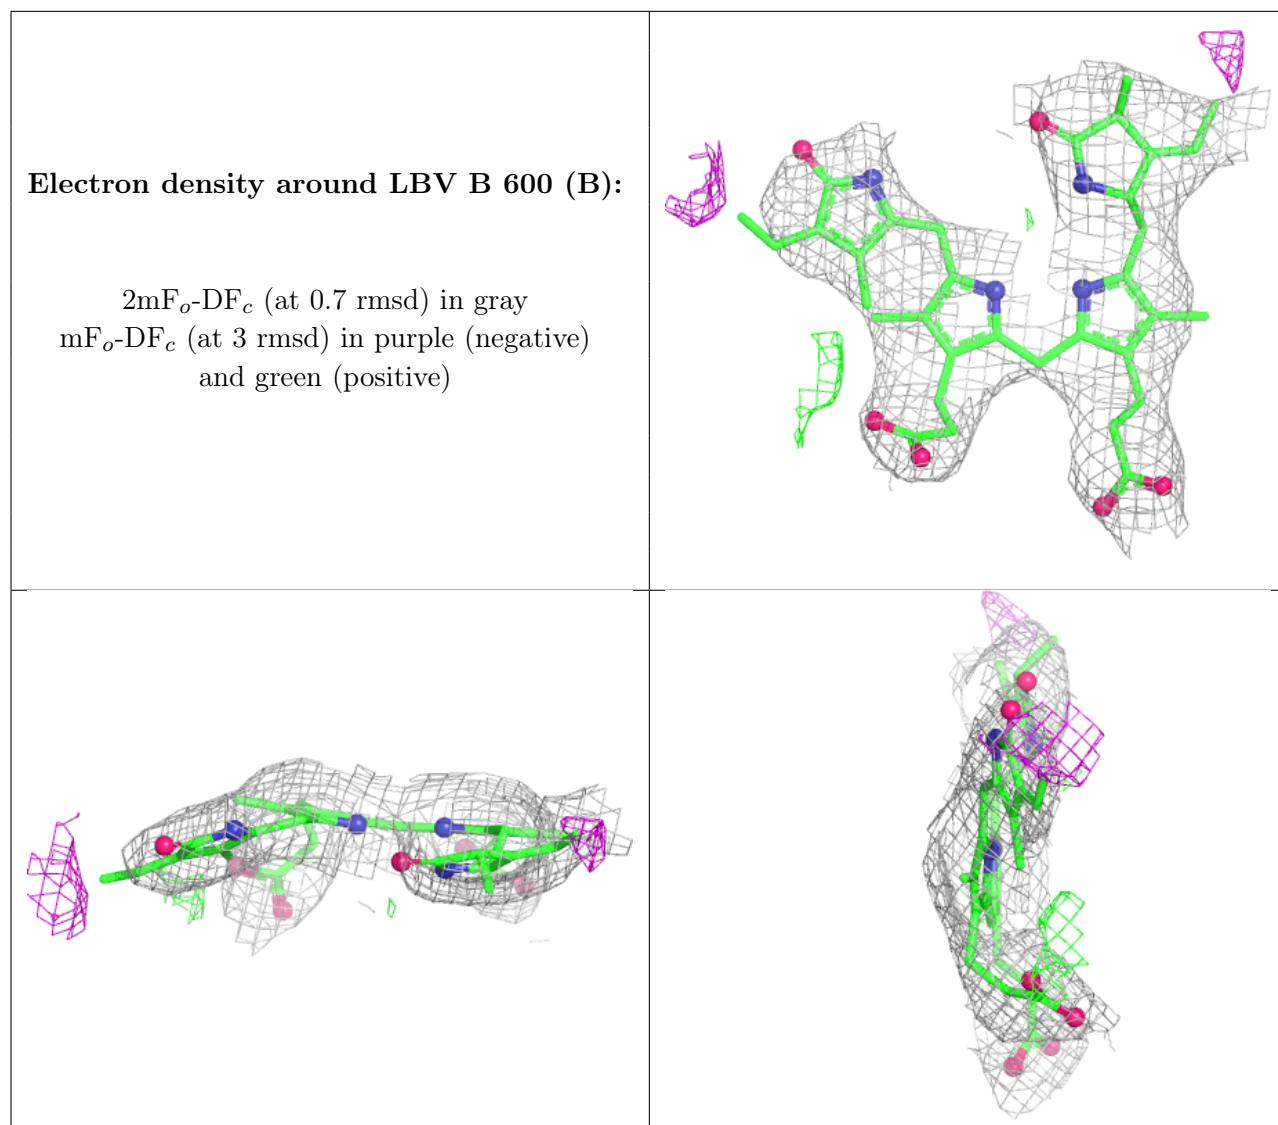 Electron density around LBV B 600 (B):
2mFo-DFc (at 0.7 rmsd) in gray
mFo-DFc (at 3 rmsd) in purple (negative)
and green (positive)